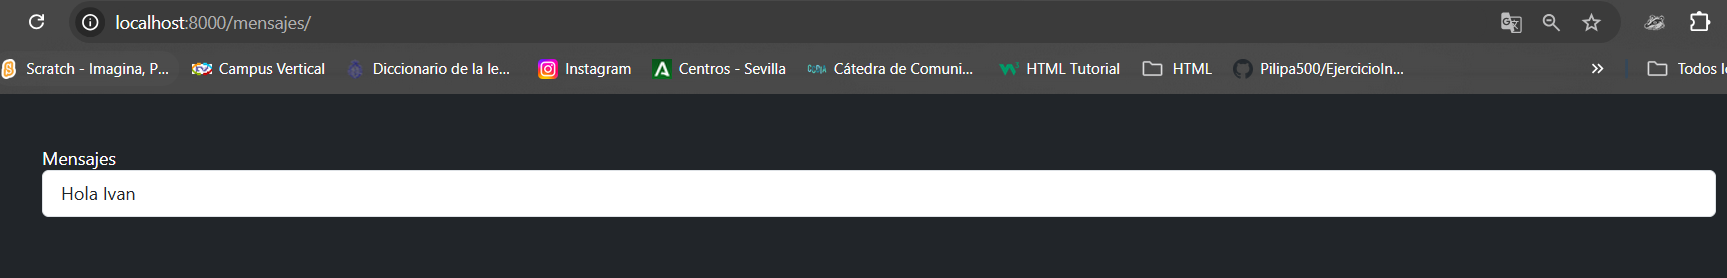 localhost:8000/mensajes/
Scratch - Imagina, P... Campus Vertical Diccionario de la le... Instagram Centros - Sevilla Cátedra de Comuni... HTML Tutorial HTML Pilipa500/EjercicioIn... » Todos l
Mensajes
Hola Ivan